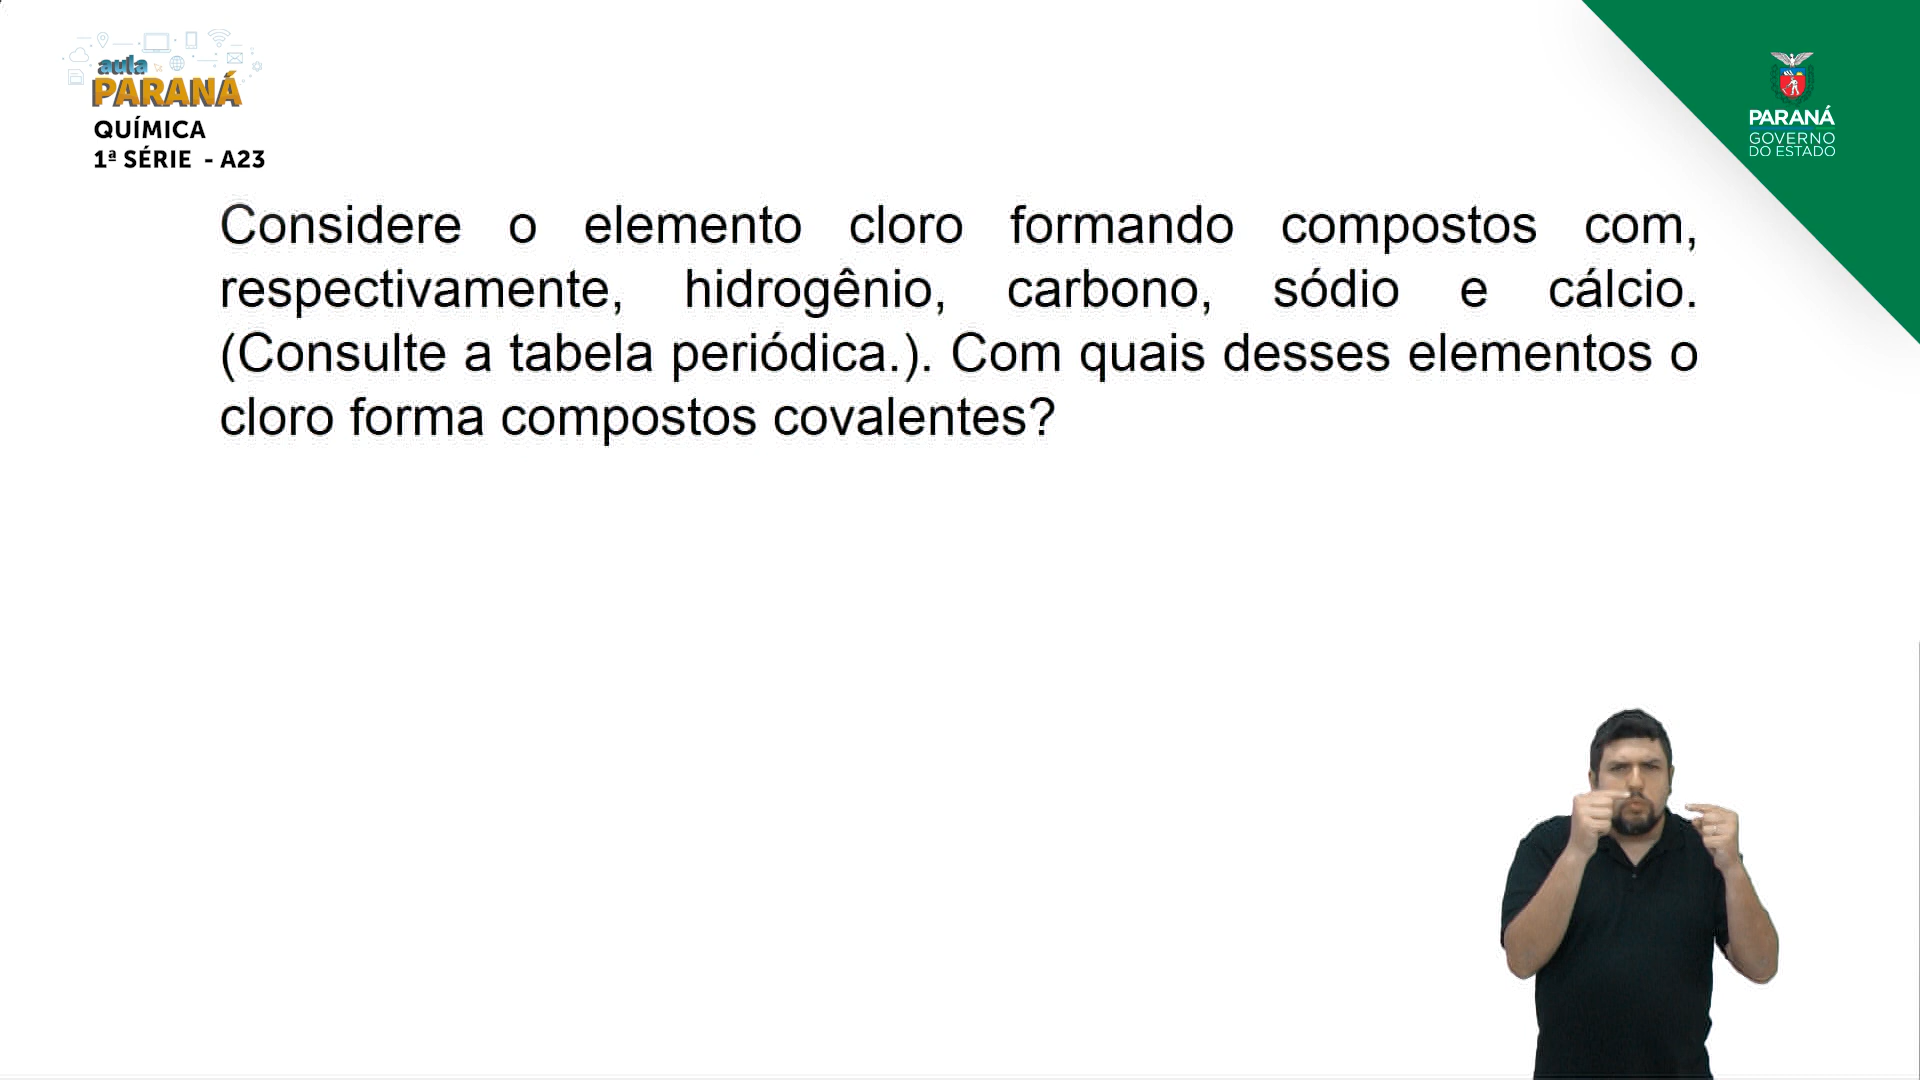 aula
PARANÁ
QUÍMICA
1ª SÉRIE - A23
PARANÁ
GOVERNO
DO ESTADO
Considere o elemento cloro formando compostos com,
respectivamente, hidrogênio, carbono, sódio e cálcio.
(Consulte a tabela periódica.). Com quais desses elementos o
cloro forma compostos covalentes?